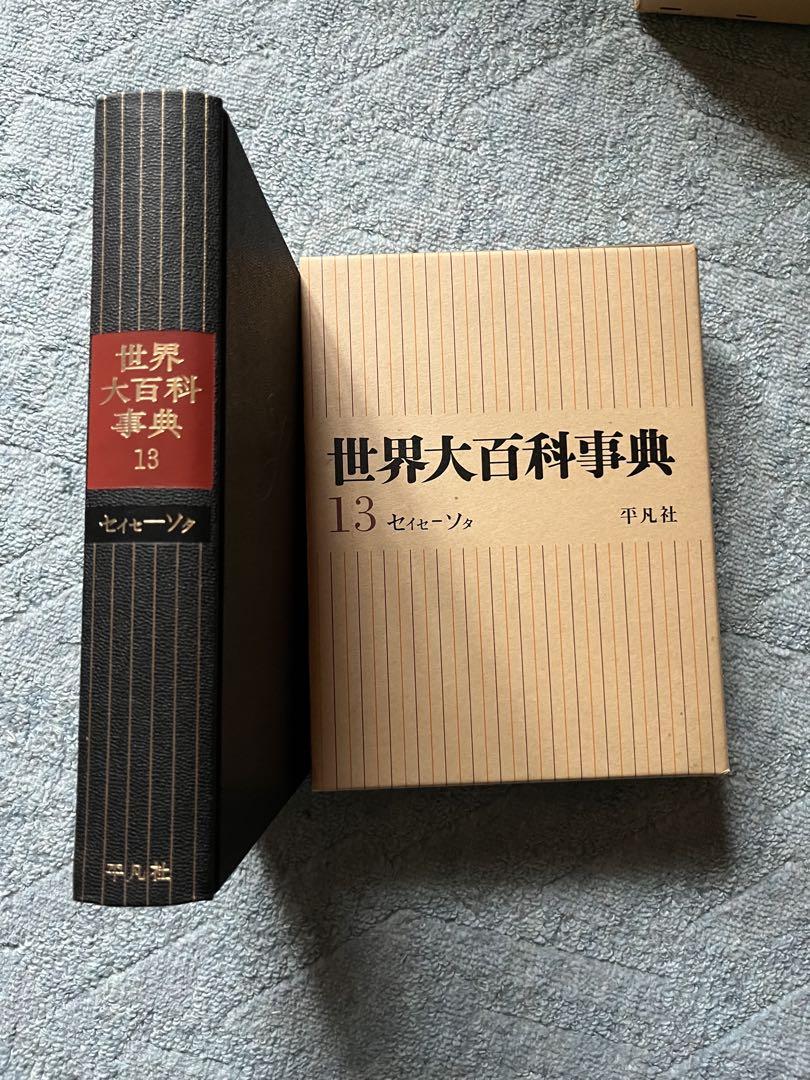 世界
大百科
事典
13
セイセーソタ
平凡社
世界大百科事典
13 セイセーソタ 平凡社